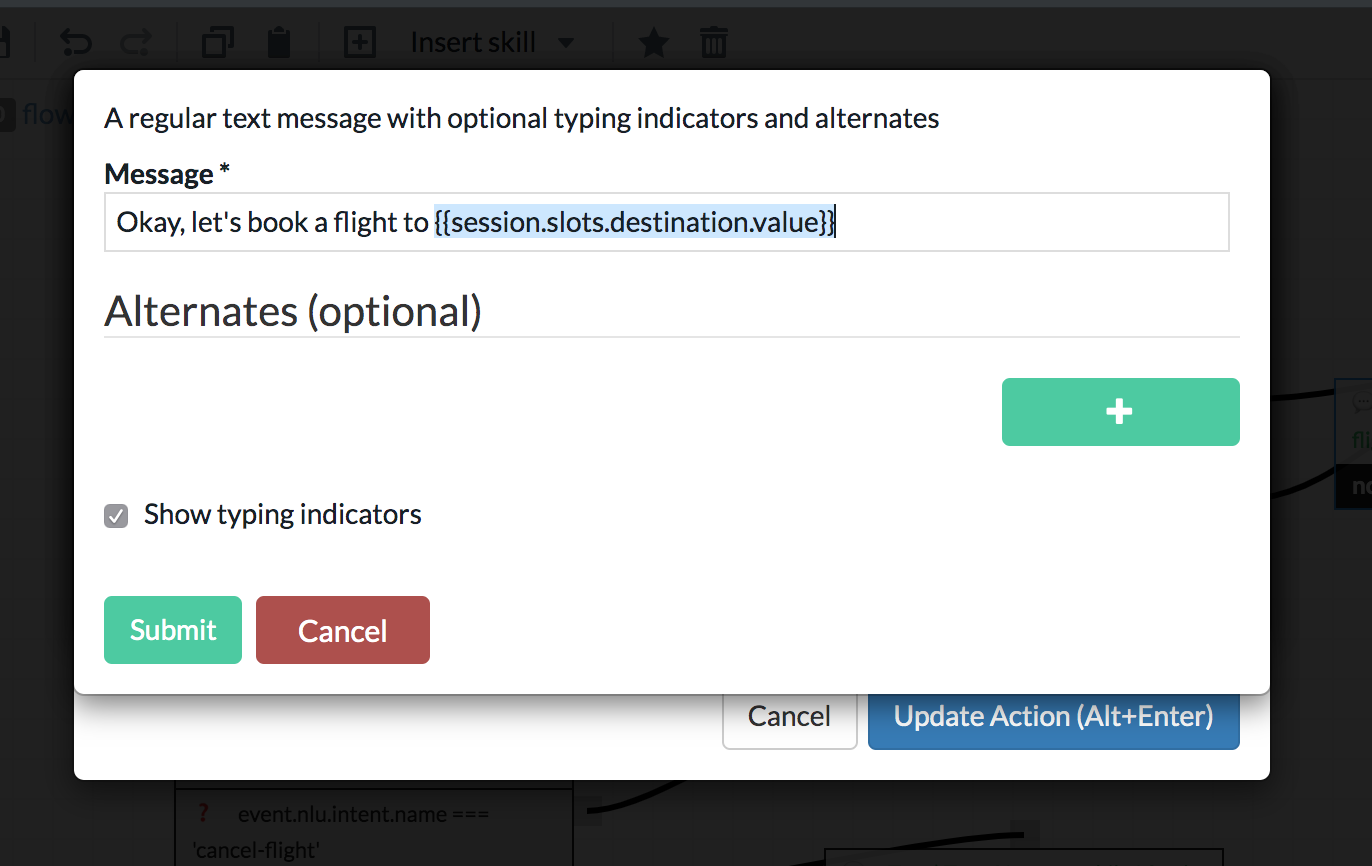 Insert skill
flow
A regular text message with optional typing indicators and alternates
Message *
Okay, let's book a flight to {{session.slots.destination.value}}
Alternates (optional)
fli
no
Show typing indicators
Submit
Cancel
Cancel
Update Action (Alt+Enter)
? event.nlu.intent.name ===
'cancel-flight'